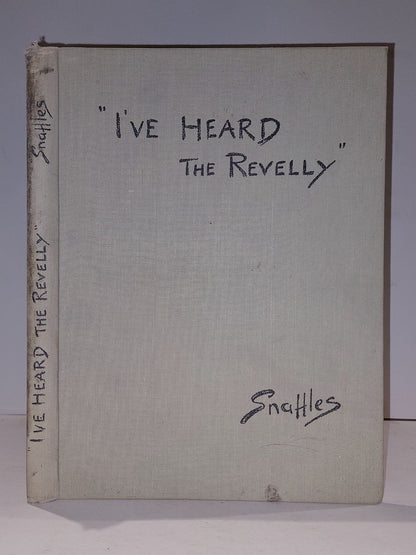 "I'VE HEARD
THE REVELLY"
Snaffles
"I'VE HEARD THE REVELLY" Snaffles